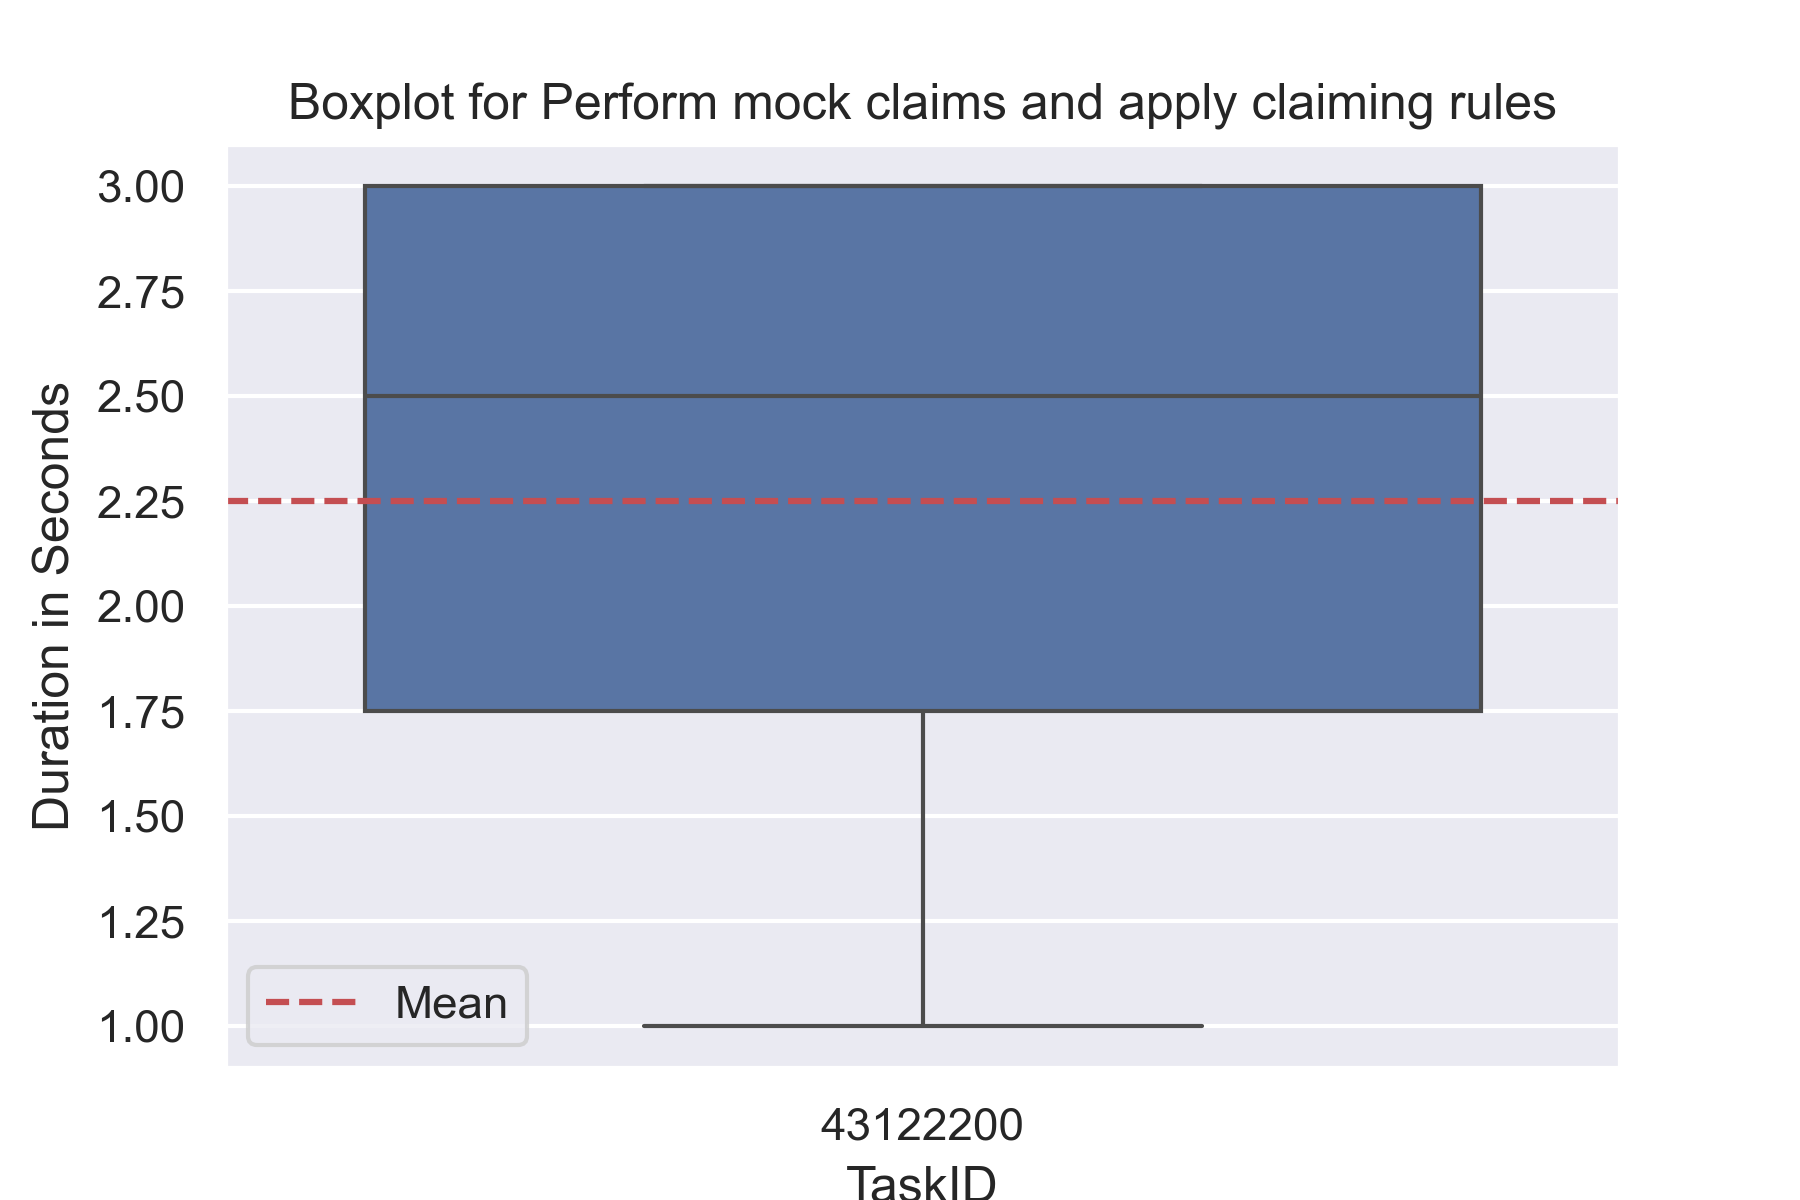 Boxplot for Perform mock claims and apply claiming rules
3.00
2.75
2.50
2.25
2.00
1.75
1.50
1.25
1.00
Duration in Seconds
Mean
43122200
TaskID